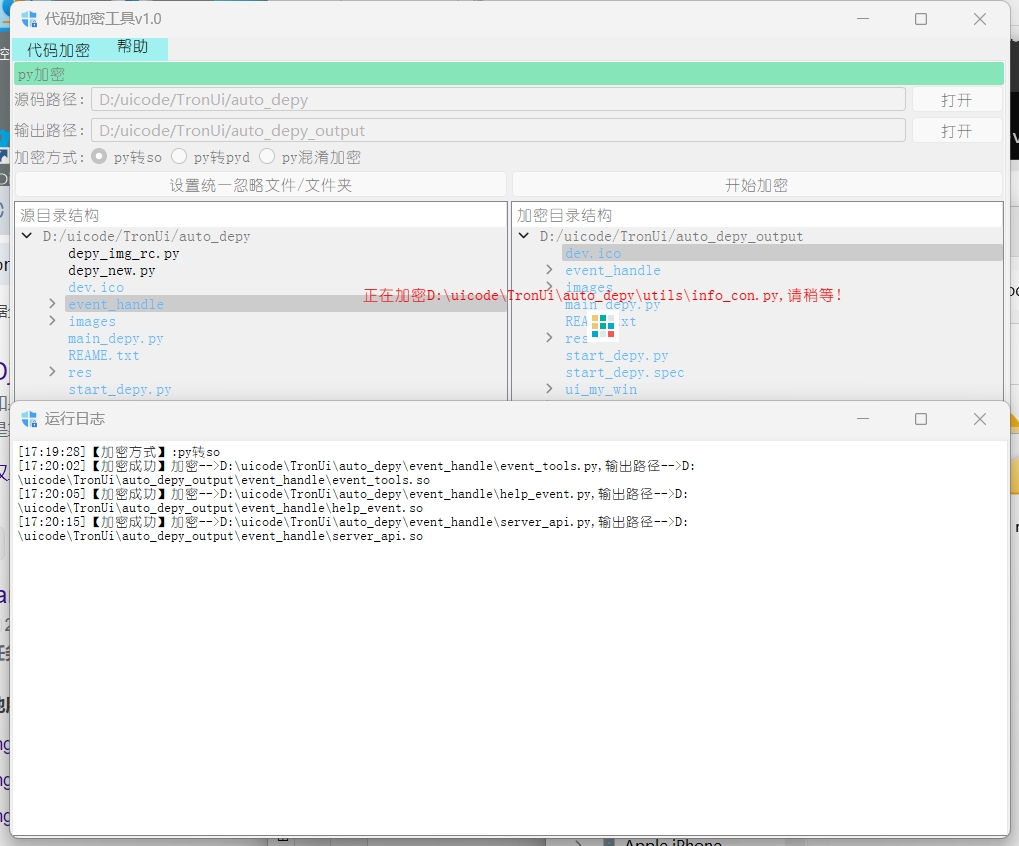 代码加密工具v1.0
代码加密 帮助
py加密
源码路径: D:/uicode/TronUi/auto_depy 打开
输出路径: D:/uicode/TronUi/auto_depy_output 打开
加密方式: py转so py转pyd py混淆加密
设置统一忽略文件/文件夹 开始加密
源目录结构
D:/uicode/TronUi/auto_depy
depy_img_rc.py
depy_new.py
dev.ico
event_handle
images
main_depy.py
REAME.txt
res
start_depy.py
加密目录结构
D:/uicode/TronUi/auto_depy_output
dev.ico
event_handle
images
main_depy.py
res
start_depy.py
start_depy.spec
ui_my_win
正在加密D:\uicode\TronUi\auto_depy\utils\info_con.py,请稍等!
运行日志
[17:19:28]【加密方式】:py转so
[17:20:02]【加密成功】加密-->D:\uicode\TronUi\auto_depy\event_handle\event_tools.py,输出路径-->D:
\uicode\TronUi\auto_depy_output\event_handle\event_tools.so
[17:20:05]【加密成功】加密-->D:\uicode\TronUi\auto_depy\event_handle\help_event.py,输出路径-->D:
\uicode\TronUi\auto_depy_output\event_handle\help_event.so
[17:20:15]【加密成功】加密-->D:\uicode\TronUi\auto_depy\event_handle\server_api.py,输出路径-->D:
\uicode\TronUi\auto_depy_output\event_handle\server_api.so
Apple iPhone